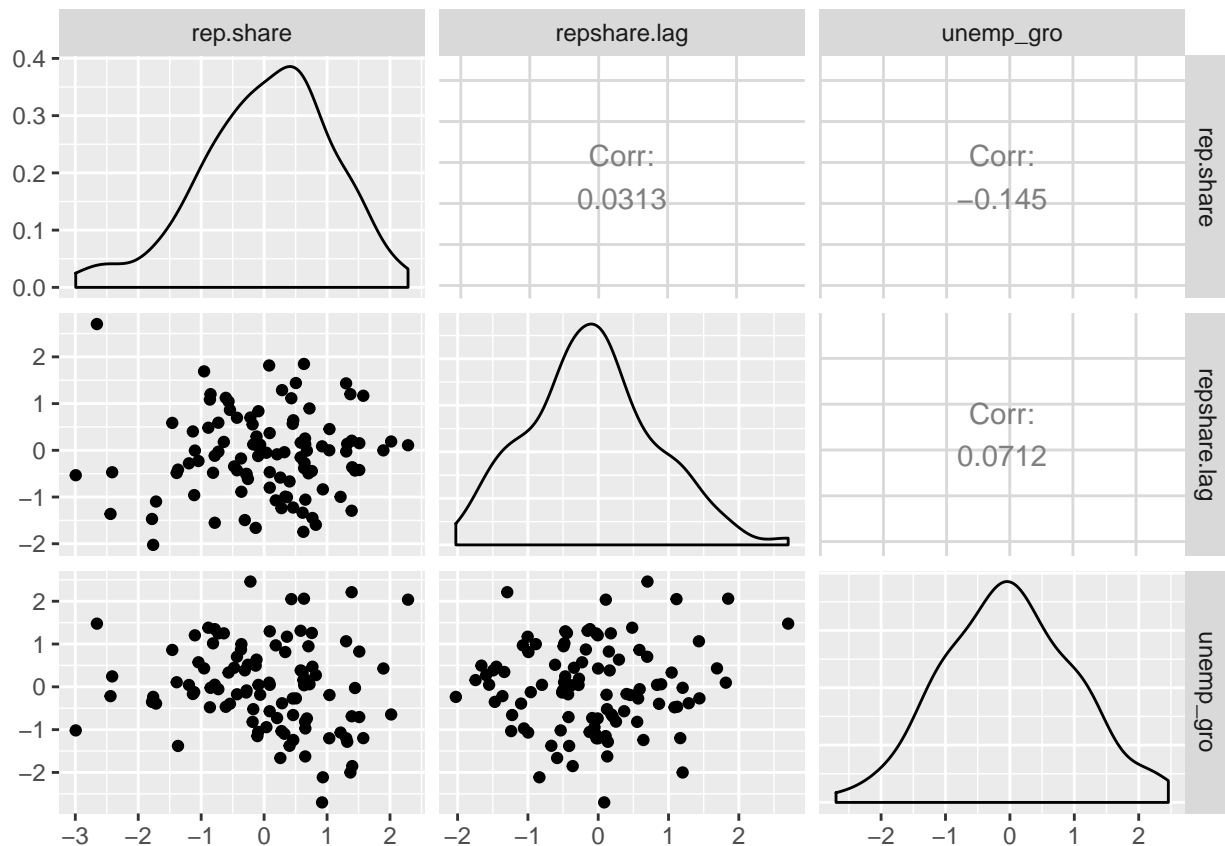 rep.share repshare.lag unemp_gro
0.4
0.3
0.2
0.1
0.0
Corr:
0.0313
Corr:
−0.145
rep.share
2
1
0
−1
−2
Corr:
0.0712
repshare.lag
2
1
0
−1
−2
unemp_gro
−3 −2 −1 0 1 2 −2 −1 0 1 2 −2 −1 0 1 2